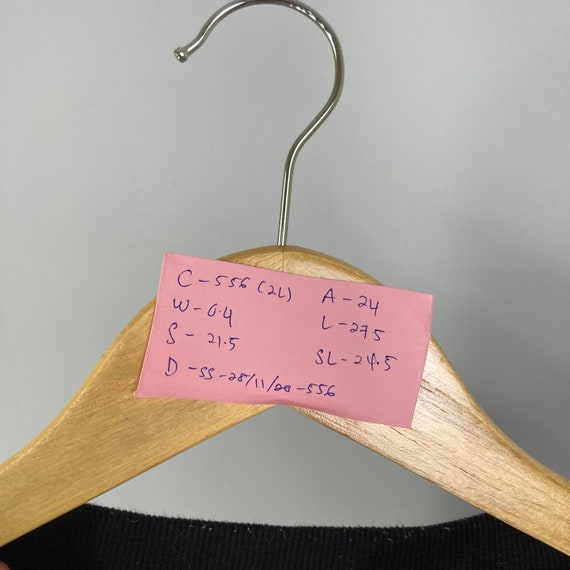 C - 556 (2L) A - 24
W - 0.4 L - 27.5
S - 21.5 SL - 24.5
D - SS - 28/11/20 - 556